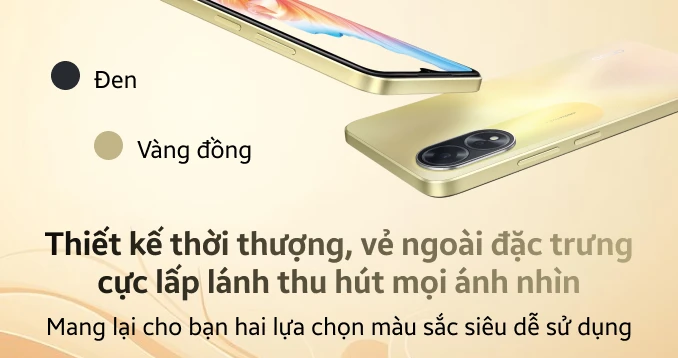 Đen
Vàng đồng
Thiết kế thời thượng, vẻ ngoài đặc trưng
cực lấp lánh thu hút mọi ánh nhìn
Mang lại cho bạn hai lựa chọn màu sắc siêu dễ sử dụng